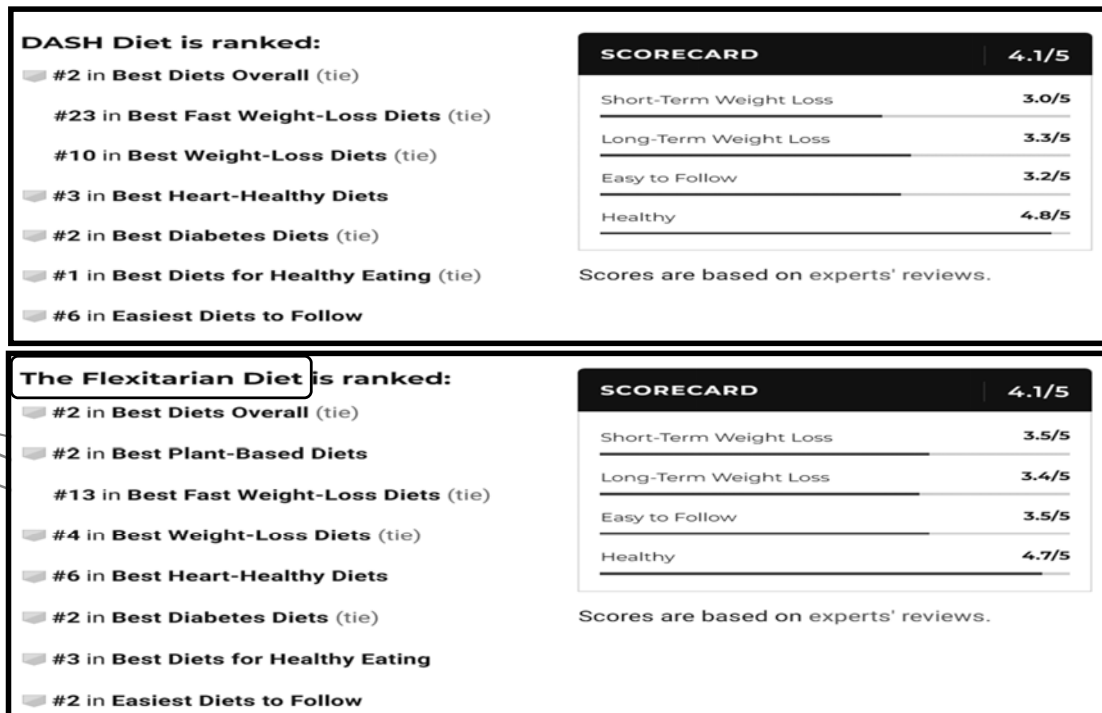 DASH Diet is ranked:
#2 in Best Diets Overall (tie)
#23 in Best Fast Weight-Loss Diets (tie)
#10 in Best Weight-Loss Diets (tie)
#3 in Best Heart-Healthy Diets
#2 in Best Diabetes Diets (tie)
#1 in Best Diets for Healthy Eating (tie)
#6 in Easiest Diets to Follow
SCORECARD 4.1/5
Short-Term Weight Loss 3.0/5
Long-Term Weight Loss 3.3/5
Easy to Follow 3.2/5
Healthy 4.8/5
Scores are based on experts' reviews.
The Flexitarian Diet is ranked:
#2 in Best Diets Overall (tie)
#2 in Best Plant-Based Diets
#13 in Best Fast Weight-Loss Diets (tie)
#4 in Best Weight-Loss Diets (tie)
#6 in Best Heart-Healthy Diets
#2 in Best Diabetes Diets (tie)
#3 in Best Diets for Healthy Eating
#2 in Easiest Diets to Follow
SCORECARD 4.1/5
Short-Term Weight Loss 3.5/5
Long-Term Weight Loss 3.4/5
Easy to Follow 3.5/5
Healthy 4.7/5
Scores are based on experts' reviews.